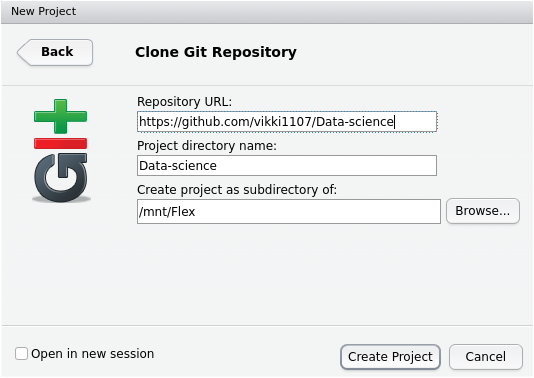 New Project
Back
Clone Git Repository
Repository URL:
https://github.com/vikki1107/Data-science
Project directory name:
Data-science
Create project as subdirectory of:
/mnt/Flex
Browse...
Open in new session
Create Project
Cancel